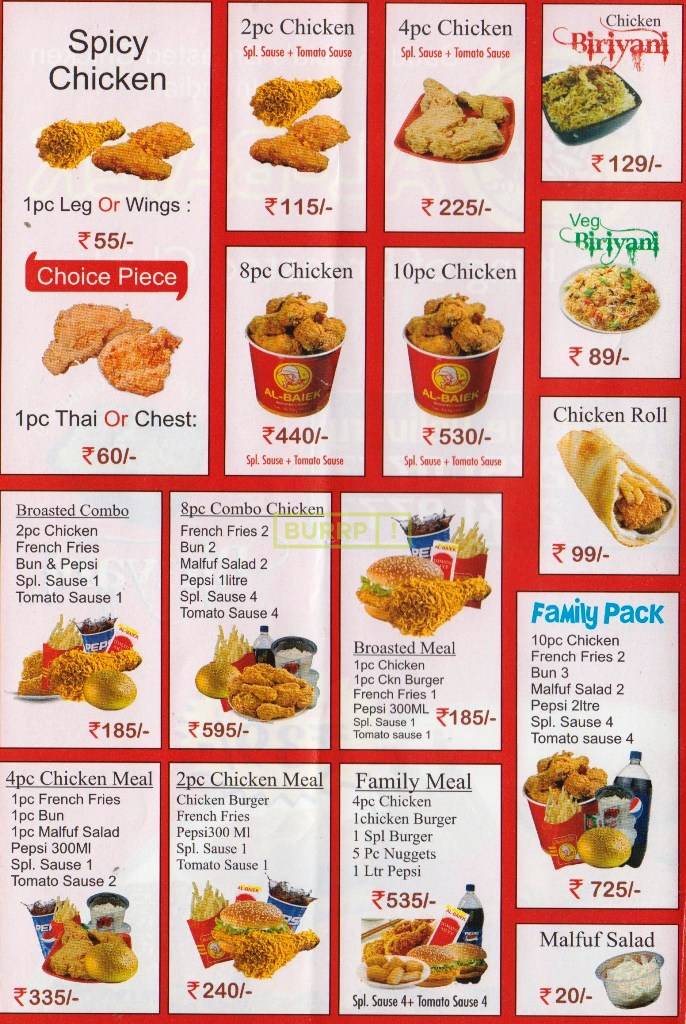 Spicy
Chicken
1pc Leg Or Wings :
₹55/-
Choice Piece
1pc Thai Or Chest:
₹60/-
2pc Chicken
Spl. Sause + Tomato Sause
₹115/-
4pc Chicken
Spl. Sause + Tomato Sause
₹225/-
Chicken
Biriyani
₹129/-
8pc Chicken
AL-BAIEK
₹440/-
Spl. Sause + Tomato Sause
10pc Chicken
AL-BAIEK
₹530/-
Spl. Sause + Tomato Sause
Veg
Biriyani
₹ 89/-
Chicken Roll
₹ 99/-
Broasted Combo
2pc Chicken
French Fries
Bun & Pepsi
Spl. Sause 1
Tomato Sause 1
PEPSI
₹185/-
8pc Combo Chicken
French Fries 2
Bun 2
Malfuf Salad 2
Pepsi 1litre
Spl. Sause 4
Tomato Sause 4
₹595/-
BURRP !
Broasted Meal
1pc Chicken
1pc Ckn Burger
French Fries 1
Pepsi 300ML
Spl. Sause 1
Tomato sause 1
₹185/-
Family Pack
10pc Chicken
French Fries 2
Bun 3
Malfuf Salad 2
Pepsi 2ltre
Spl. Sause 4
Tomato sause 4
₹ 725/-
4pc Chicken Meal
1pc French Fries
1pc Bun
1pc Malfuf Salad
Pepsi 300Ml
Spl. Sause 1
Tomato Sause 2
₹335/-
2pc Chicken Meal
Chicken Burger
French Fries
Pepsi300 Ml
Spl. Sause 1
Tomato Sause 1
₹240/-
Family Meal
4pc Chicken
1chicken Burger
1 Spl Burger
5 Pc Nuggets
1 Ltr Pepsi
₹535/-
AL-BAIEK
Spl. Sause 4+ Tomato Sause 4
Malfuf Salad
₹20/-